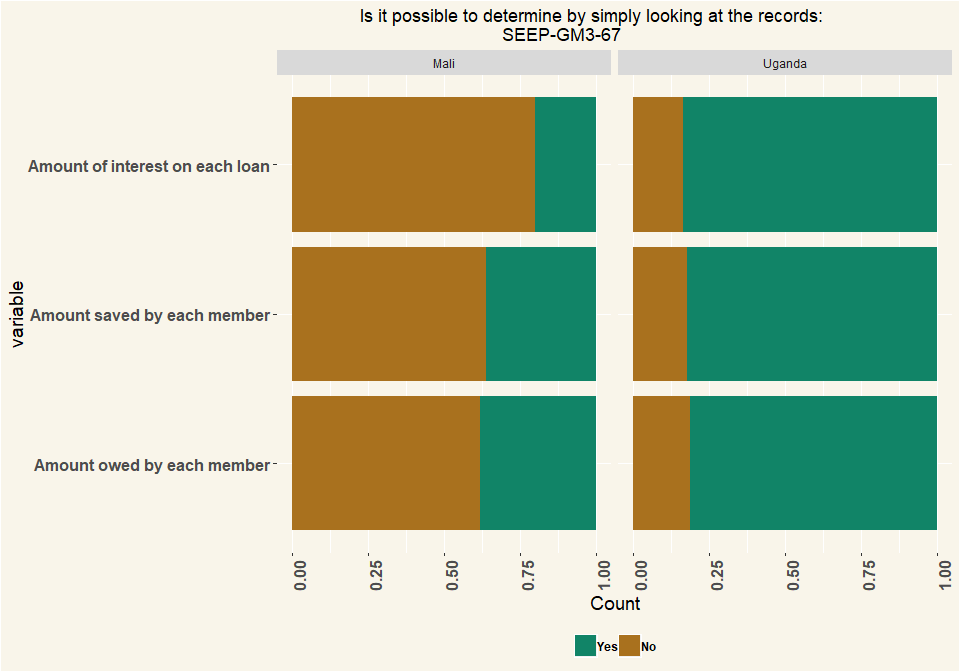 Is it possible to determine by simply looking at the records:
SEEP-GM3-67
Mali
Uganda
variable
Amount of interest on each loan
Amount saved by each member
Amount owed by each member
0.00 0.25 0.50 0.75 1.00
0.00 0.25 0.50 0.75 1.00
Count
Yes No